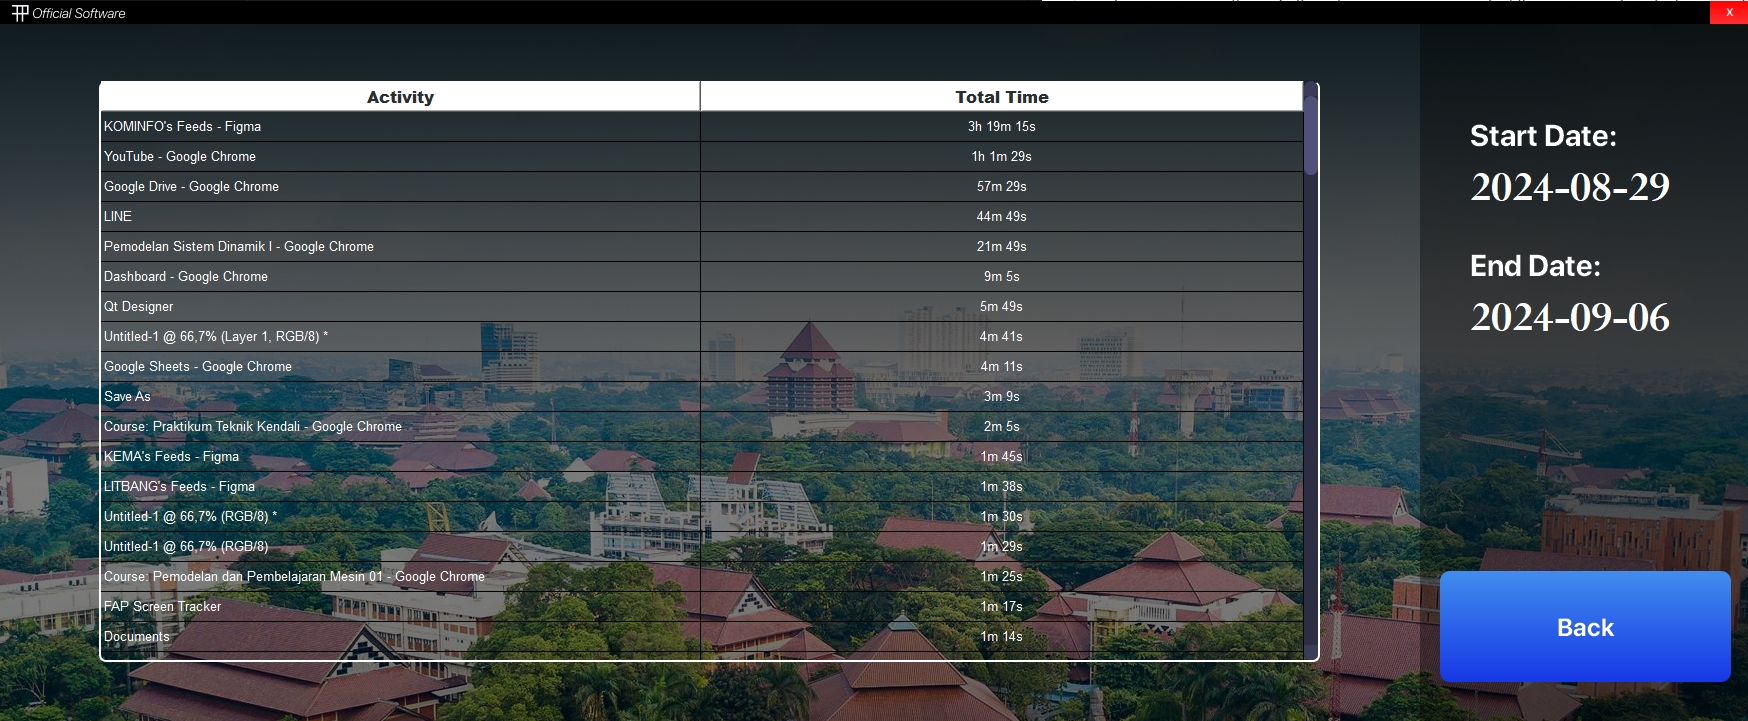 Official Software
x
Activity Total Time
KOMINFO's Feeds - Figma 3h 19m 15s
YouTube - Google Chrome 1h 1m 29s
Google Drive - Google Chrome 57m 29s
LINE 44m 49s
Pemodelan Sistem Dinamik I - Google Chrome 21m 49s
Dashboard - Google Chrome 9m 5s
Qt Designer 5m 49s
Untitled-1 @ 66,7% (Layer 1, RGB/8) * 4m 41s
Google Sheets - Google Chrome 4m 11s
Save As 3m 9s
Course: Praktikum Teknik Kendali - Google Chrome 2m 5s
KEMA's Feeds - Figma 1m 45s
LITBANG's Feeds - Figma 1m 38s
Untitled-1 @ 66,7% (RGB/8) * 1m 30s
Untitled-1 @ 66,7% (RGB/8) 1m 29s
Course: Pemodelan dan Pembelajaran Mesin 01 - Google Chrome 1m 25s
FAP Screen Tracker 1m 17s
Documents 1m 14s
Start Date:
2024-08-29
End Date:
2024-09-06
Back